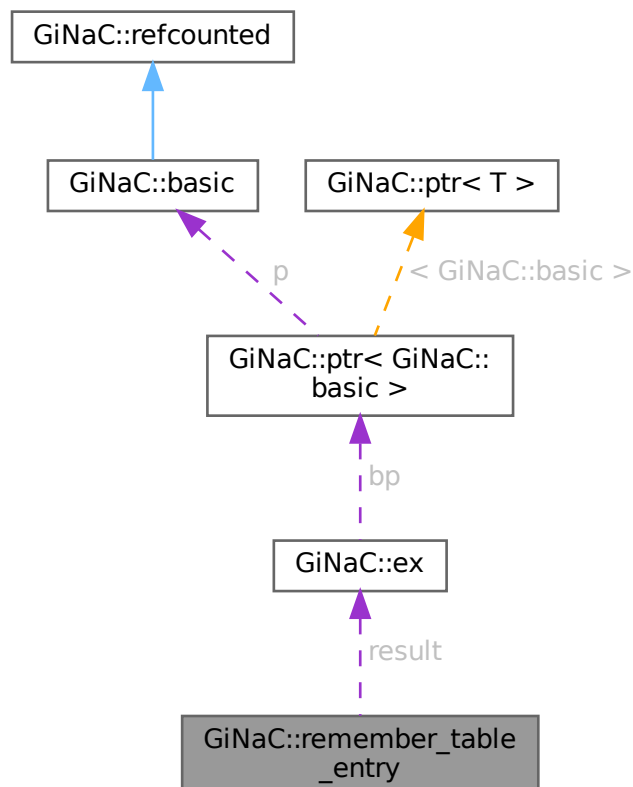 GiNaC::refcounted
GiNaC::basic
GiNaC::ptr< T >
p
< GiNaC::basic >
GiNaC::ptr< GiNaC::
basic >
bp
GiNaC::ex
result
GiNaC::remember_table
_entry